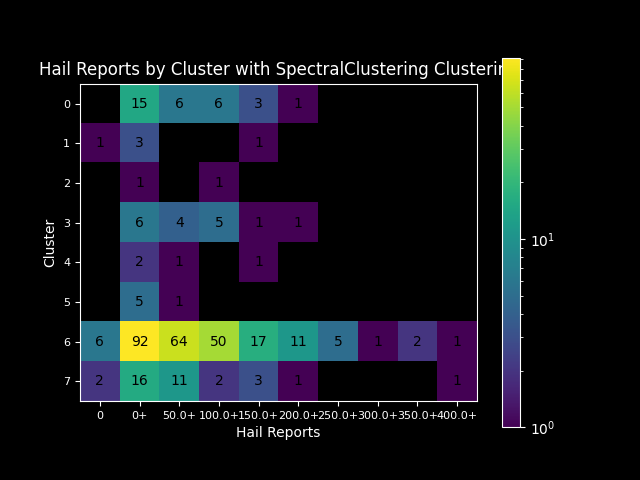 Hail Reports by Cluster with SpectralClustering Clusterin
0 15 6 6 3 1
1 1 3 1
2 1 1
3 6 4 5 1 1
4 2 1 1
5 5 1
6 6 92 64 50 17 11 5 1 2 1
7 2 16 11 2 3 1 1
0 0+ 50.0+ 100.0+ 150.0+ 200.0+ 250.0+ 300.0+ 350.0+ 400.0+
Hail Reports
Cluster
10¹
10⁰